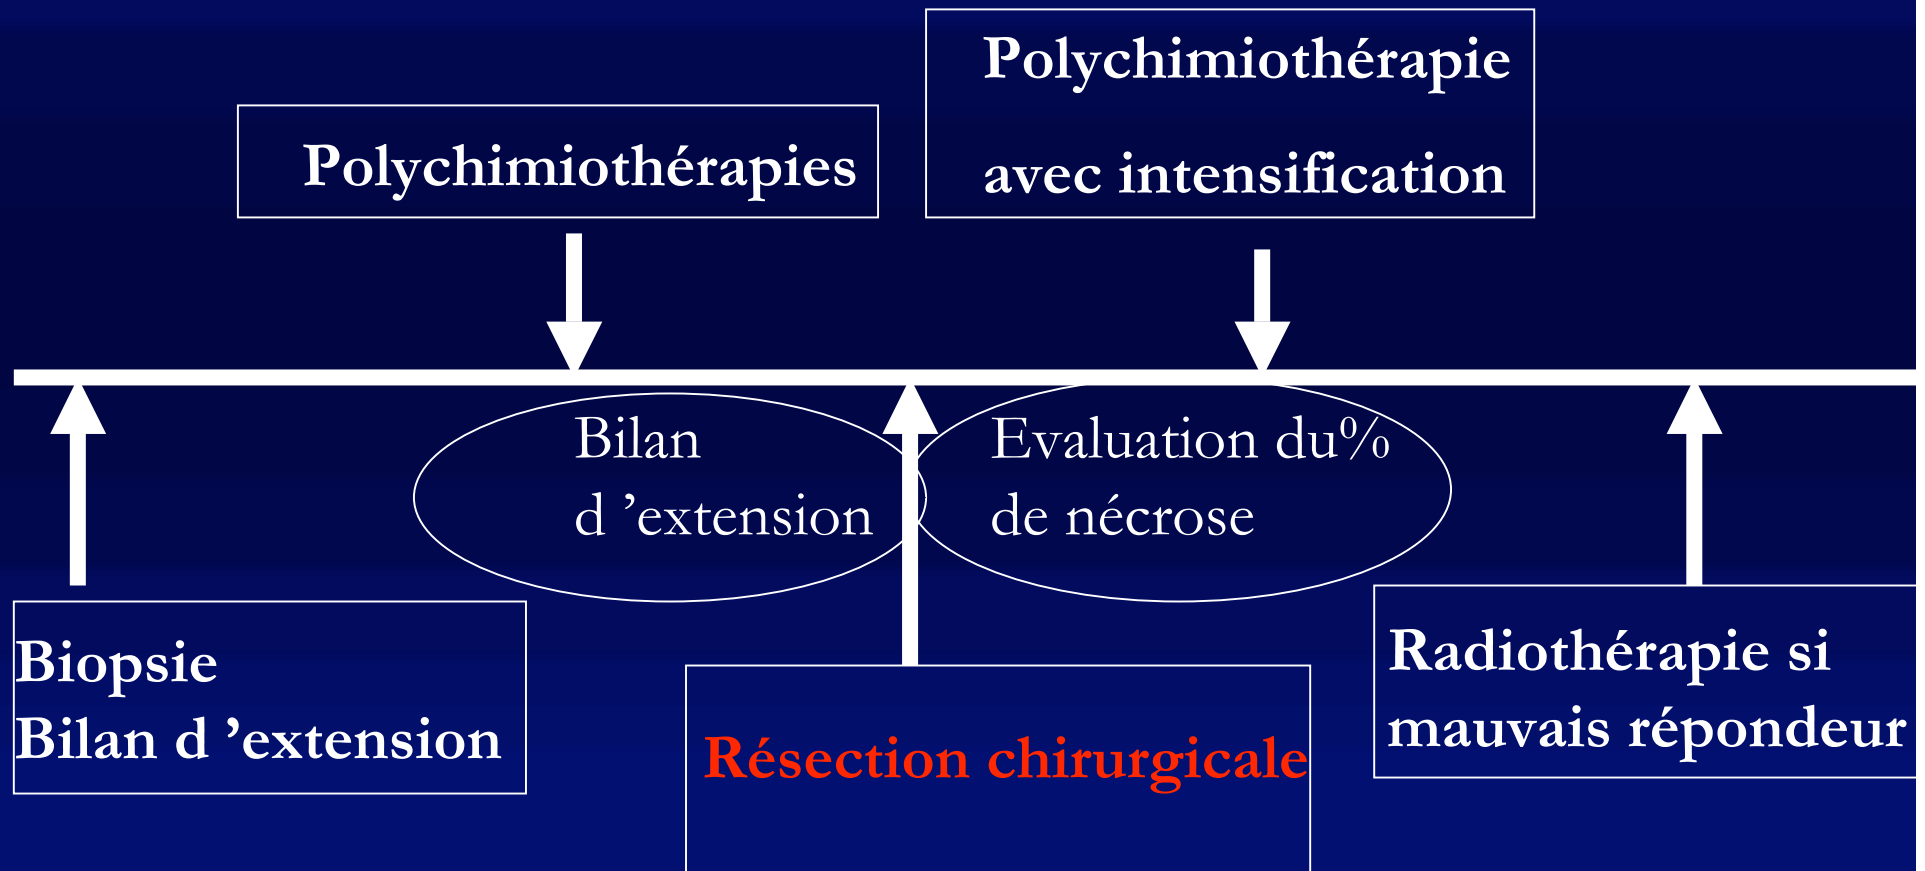 Polychimiothérapie
avec intensification
Polychimiothérapies
Bilan
d ’extension
Evaluation du%
de nécrose
Biopsie
Bilan d ’extension
Résection chirurgicale
Radiothérapie si
mauvais répondeur